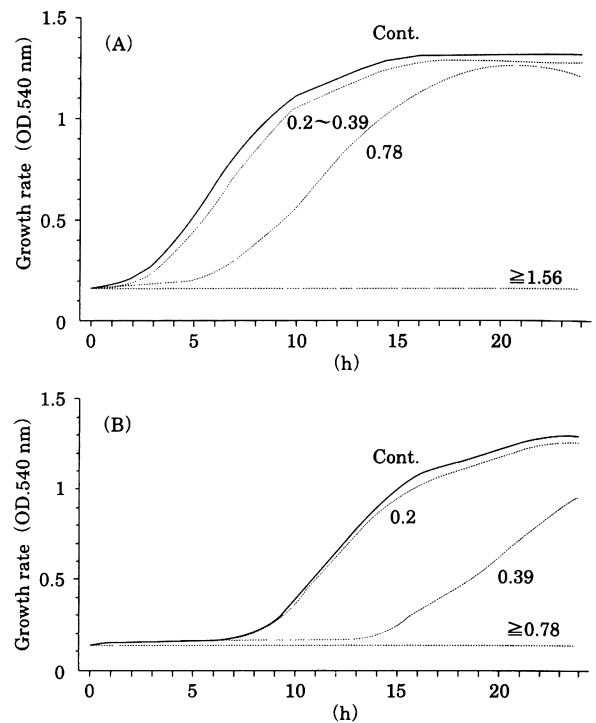 1.5
(A)
Cont.
1
0.2~0.39
0.78
0.5
≧1.56
0
0 5 10 15 20
(h)
Growth rate (OD.540 nm)
1.5
(B)
Cont.
1
0.2
0.39
0.5
≧0.78
0
0 5 10 15 20
(h)
Growth rate (OD.540 nm)